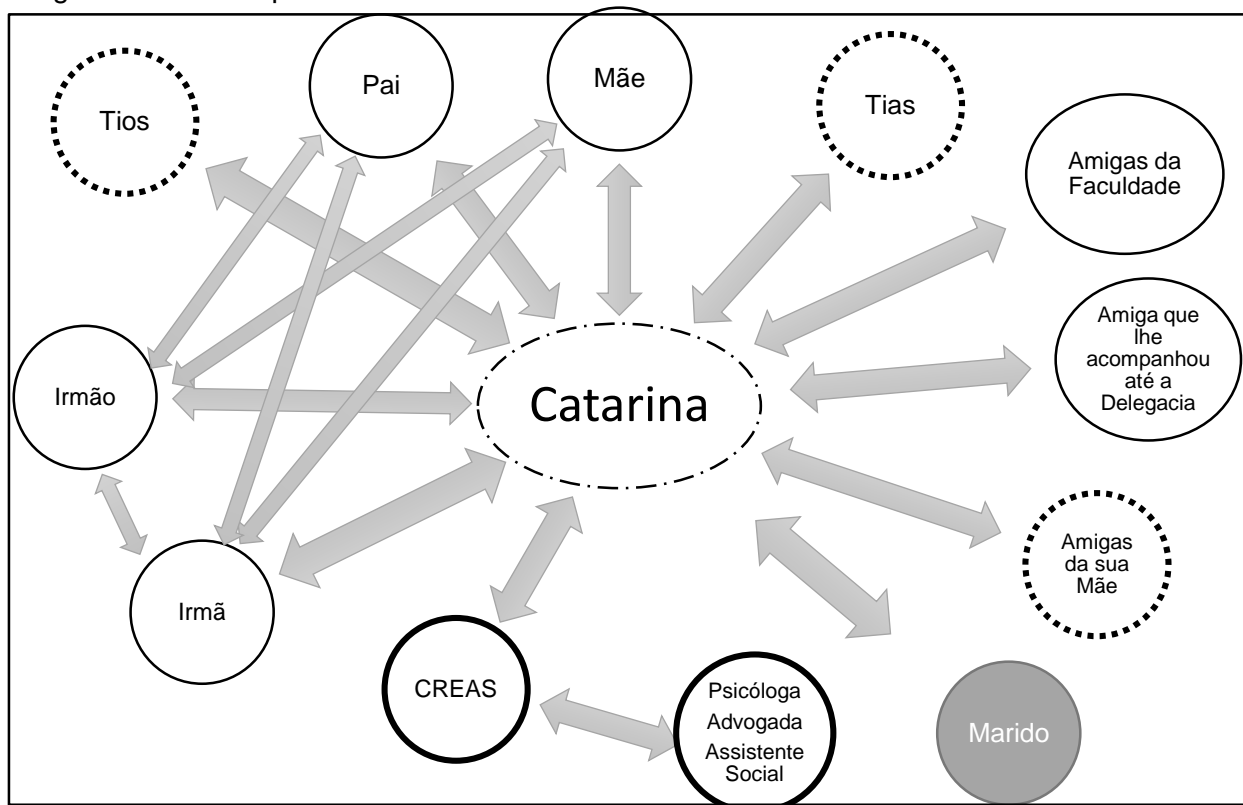 Tios
Pai
Mãe
Tias
Amigas da
Faculdade
Amiga que
lhe
acompanhou
até a
Delegacia
Irmão
Catarina
Amigas
da sua
Mãe
Irmã
CREAS
Psicóloga
Advogada
Assistente
Social
Marido